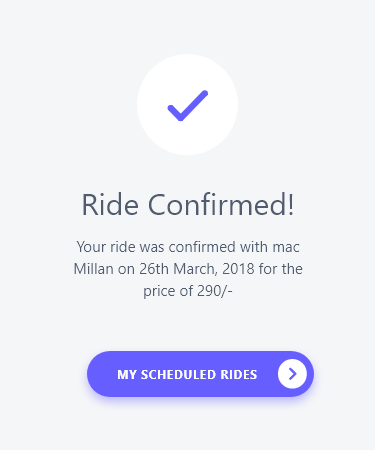 Ride Confirmed!
Your ride was confirmed with mac
Millan on 26th March, 2018 for the
price of 290/-
MY SCHEDULED RIDES